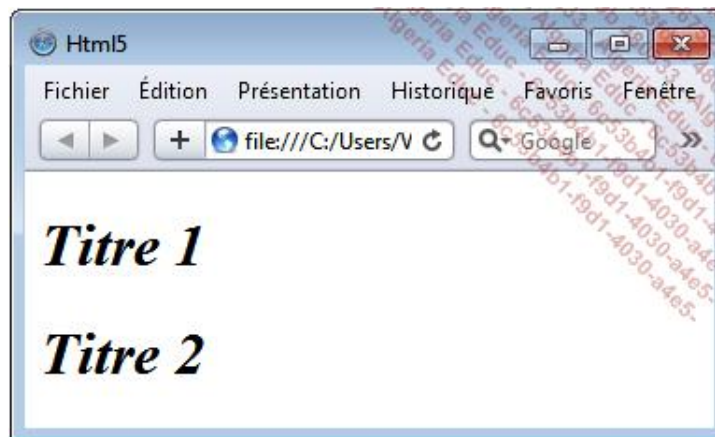 Html5
Fichier Édition Présentation Historique Favoris Fenêtre
file:///C:/Users/V Google
Titre 1
Titre 2